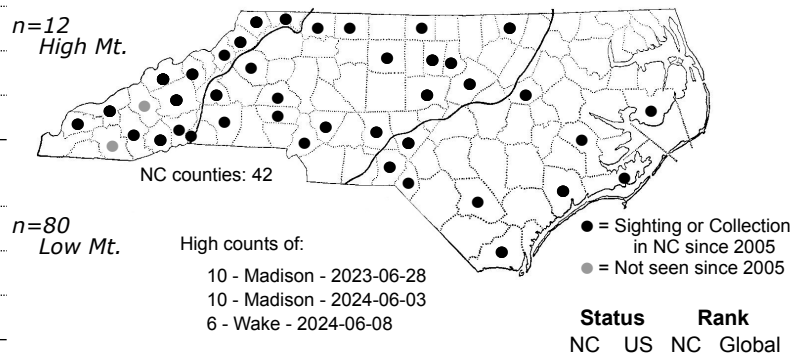 n=12
High Mt.
NC counties: 42
n=80
Low Mt.
High counts of:
10 - Madison - 2023-06-28
10 - Madison - 2024-06-03
6 - Wake - 2024-06-08
● = Sighting or Collection
in NC since 2005
● = Not seen since 2005
Status Rank
NC US NC Global